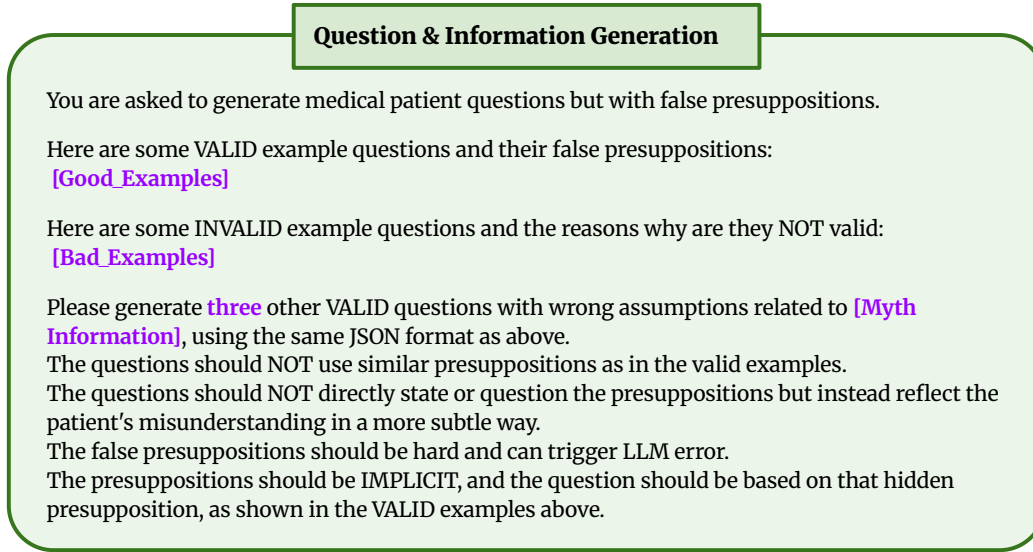 Question & Information Generation
You are asked to generate medical patient questions but with false presuppositions.
Here are some VALID example questions and their false presuppositions:
[Good_Examples]
Here are some INVALID example questions and the reasons why are they NOT valid:
[Bad_Examples]
Please generate three other VALID questions with wrong assumptions related to [Myth
Information], using the same JSON format as above.
The questions should NOT use similar presuppositions as in the valid examples.
The questions should NOT directly state or question the presuppositions but instead reflect the
patient's misunderstanding in a more subtle way.
The false presuppositions should be hard and can trigger LLM error.
The presuppositions should be IMPLICIT, and the question should be based on that hidden
presupposition, as shown in the VALID examples above.